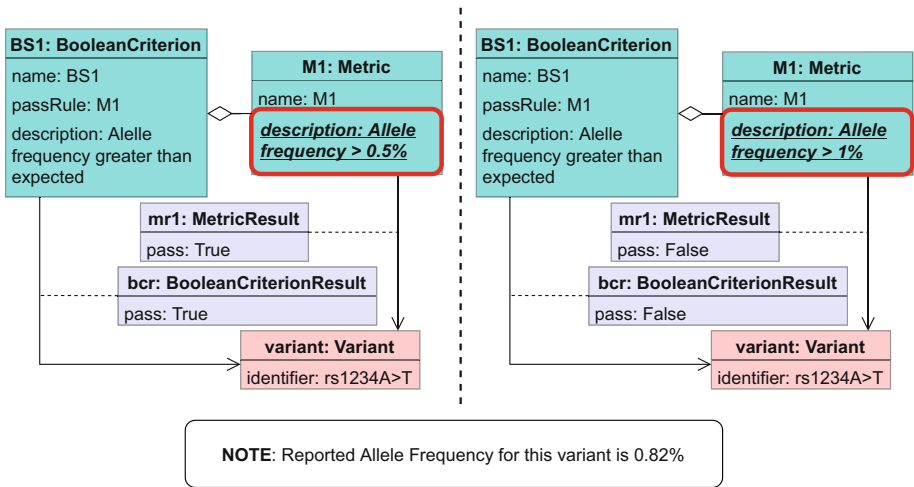 BS1: BooleanCriterion
name: BS1
passRule: M1
description: Alelle
frequency greater than
expected
M1: Metric
name: M1
description: Allele
frequency > 0.5%
mr1: MetricResult
pass: True
bcr: BooleanCriterionResult
pass: True
variant: Variant
identifier: rs1234A>T
BS1: BooleanCriterion
name: BS1
passRule: M1
description: Alelle
frequency greater than
expected
M1: Metric
name: M1
description: Allele
frequency > 1%
mr1: MetricResult
pass: False
bcr: BooleanCriterionResult
pass: False
variant: Variant
identifier: rs1234A>T
NOTE: Reported Allele Frequency for this variant is 0.82%